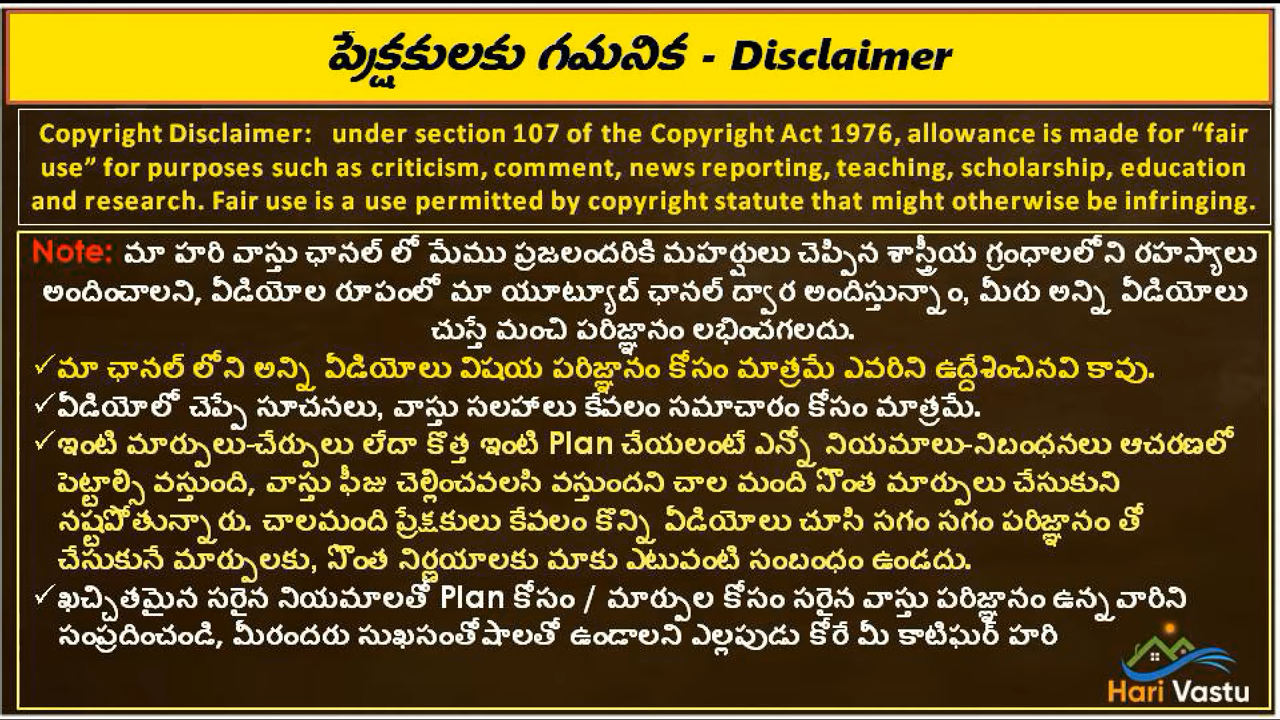 ప్రేక్షకులకు గమనిక - Disclaimer
Copyright Disclaimer: under section 107 of the Copyright Act 1976, allowance is made for “fair
use” for purposes such as criticism, comment, news reporting, teaching, scholarship, education
and research. Fair use is a use permitted by copyright statute that might otherwise be infringing.
Note: మా హరి వాస్తు ఛానల్ లో మేము ప్రజలందరికి మహర్షులు చెప్పిన శాస్త్రీయ గ్రంధాలలోని రహస్యాలు
అందించాలని, వీడియోల రూపంలో మా యూట్యూబ్ ఛానల్ ద్వార అందిస్తున్నాం, మీరు అన్ని వీడియోలు
చుస్తే మంచి పరిజ్ఞానం లభించగలదు.
✓మా ఛానల్ లోని అన్ని వీడియోలు విషయ పరిజ్ఞానం కోసం మాత్రమే ఎవరిని ఉద్దేశించినవి కావు.
✓వీడియోలో చెప్పే సూచనలు, వాస్తు సలహాలు కేవలం సమాచారం కోసం మాత్రమే.
✓ఇంటి మార్పులు-చేర్పులు లేదా కొత్త ఇంటి Plan చేయలంటే ఎన్నో నియమాలు-నిబంధనలు ఆచరణలో
పెట్టాల్సి వస్తుంది, వాస్తు ఫీజు చెల్లించవలసి వస్తుందని చాల మంది సొంత మార్పులు చేసుకుని
నష్టపోతున్నారు. చాలమంది ప్రేక్షకులు కేవలం కొన్ని వీడియోలు చూసి సగం సగం పరిజ్ఞానం తో
చేసుకునే మార్పులకు, సొంత నిర్ణయాలకు మాకు ఎటువంటి సంబంధం ఉండదు.
✓ఖచ్చితమైన సరైన నియమాలతో Plan కోసం / మార్పుల కోసం సరైన వాస్తు పరిజ్ఞానం ఉన్నవారిని
సంప్రదించండి, మీరందరు సుఖసంతోషాలతో ఉండాలని ఎల్లపుడు కోరే మీ కాటిఘర్ హరి
Hari Vastu